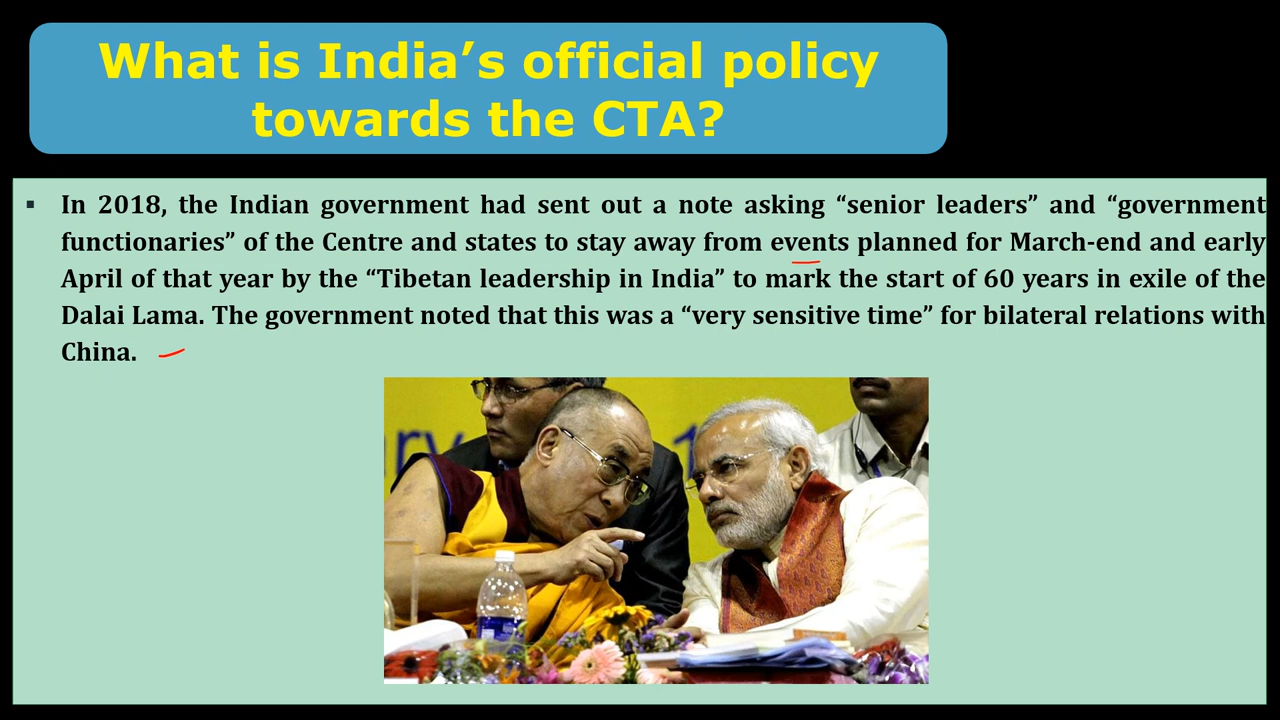 What is India’s official policy
towards the CTA?
▪ In 2018, the Indian government had sent out a note asking “senior leaders” and “government
functionaries” of the Centre and states to stay away from events planned for March-end and early
April of that year by the “Tibetan leadership in India” to mark the start of 60 years in exile of the
Dalai Lama. The government noted that this was a “very sensitive time” for bilateral relations with
China.